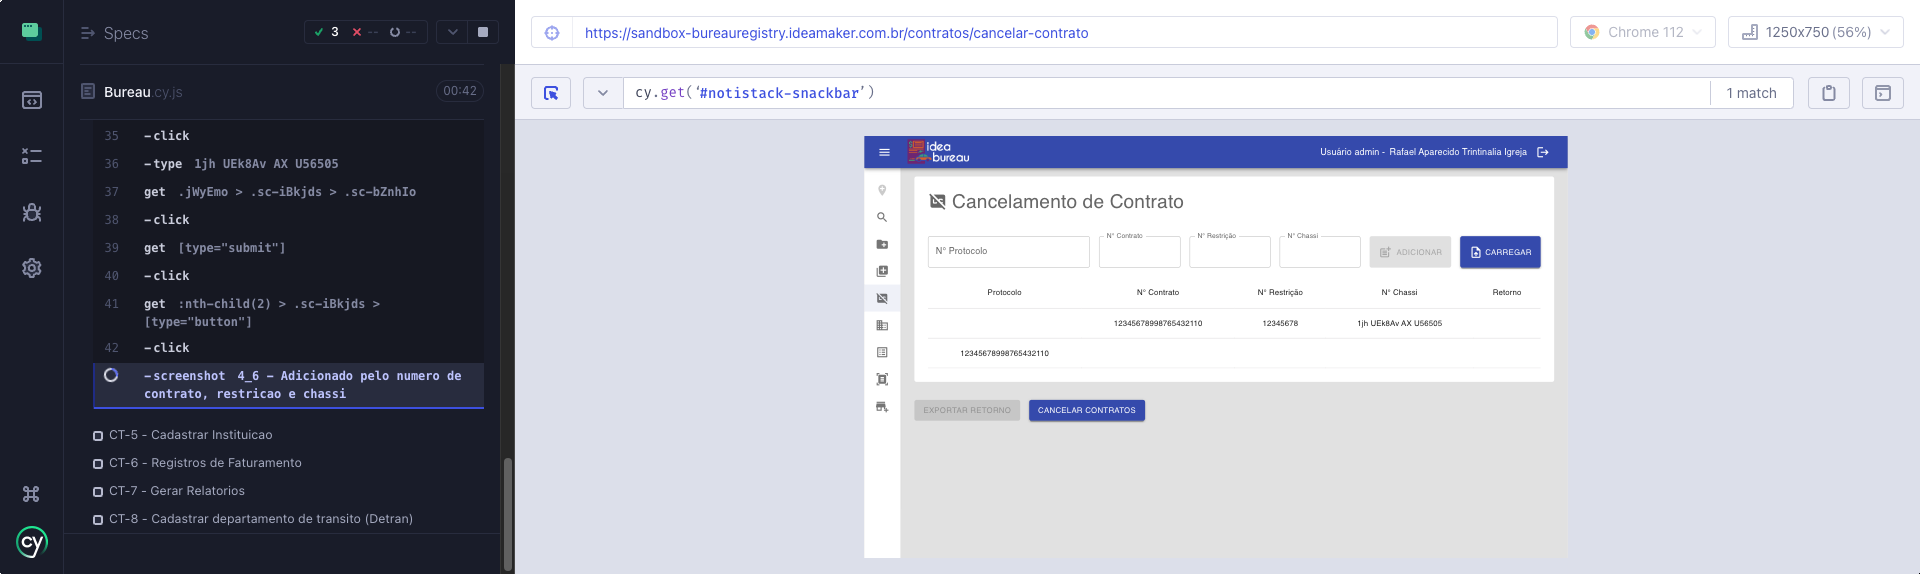 Specs
3 -- --
Bureau.cy.js 00:42
35 -click
36 -type 1jh UEk8Av AX U56505
37 get .jWyEmo > .sc-iBkjds > .sc-bZnhIo
38 -click
39 get [type="submit"]
40 -click
41 get :nth-child(2) > .sc-iBkjds >
[type="button"]
42 -click
-screenshot 4_6 - Adicionado pelo numero de
contrato, restricao e chassi
CT-5 - Cadastrar Instituicao
CT-6 - Registros de Faturamento
CT-7 - Gerar Relatorios
CT-8 - Cadastrar departamento de transito (Detran)
cy
https://sandbox-bureauregistry.ideamaker.com.br/contratos/cancelar-contrato
Chrome 112
1250x750 (56%)
cy.get('#notistack-snackbar')
1 match
idea
bureau
Usuário admin - Rafael Aparecido Trintinalia Igreja
Cancelamento de Contrato
N° Protocolo
N° Contrato
N° Restrição
N° Chassi
ADICIONAR
CARREGAR
Protocolo N° Contrato N° Restrição N° Chassi Retorno
12345678998765432110 12345678 1jh UEk8Av AX U56505
12345678998765432110
EXPORTAR RETORNO
CANCELAR CONTRATOS